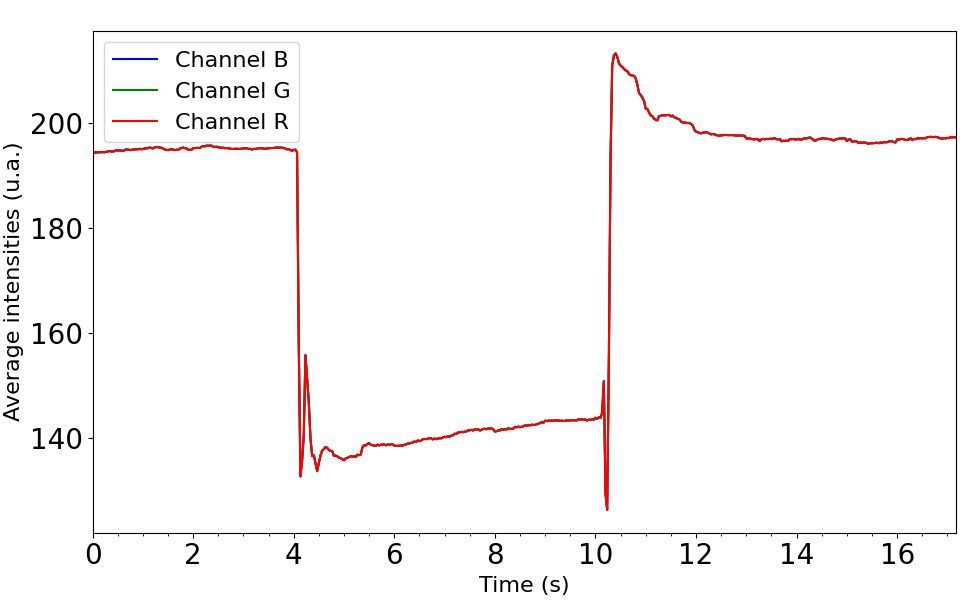 Channel B
Channel G
Channel R
Average intensities (u.a.)
200
180
160
140
0 2 4 6 8 10 12 14 16
Time (s)